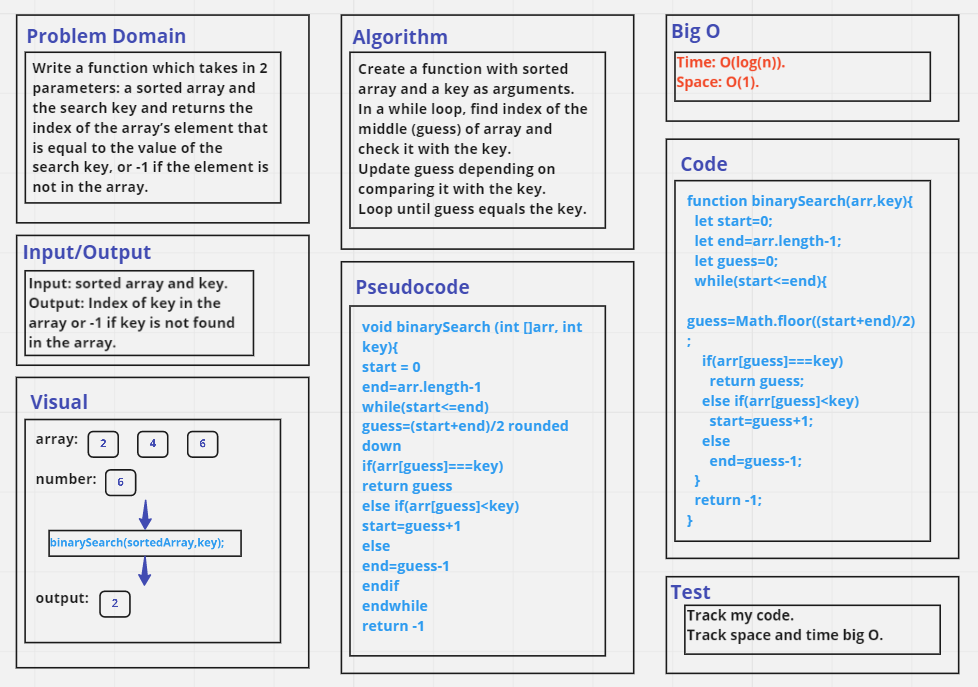 Problem Domain
Write a function which takes in 2
parameters: a sorted array and
the search key and returns the
index of the array’s element that
is equal to the value of the
search key, or -1 if the element is
not in the array.
Input/Output
Input: sorted array and key.
Output: Index of key in the
array or -1 if key is not found
in the array.
Visual
array: 2 4 6
number: 6
binarySearch(sortedArray,key);
output: 2
Algorithm
Create a function with sorted
array and a key as arguments.
In a while loop, find index of the
middle (guess) of array and
check it with the key.
Update guess depending on
comparing it with the key.
Loop until guess equals the key.
Pseudocode
void binarySearch (int []arr, int
key){
start = 0
end=arr.length-1
while(start<=end)
guess=(start+end)/2 rounded
down
if(arr[guess]===key)
return guess
else if(arr[guess]<key)
start=guess+1
else
end=guess-1
endif
endwhile
return -1
Big O
Time: O(log(n)).
Space: O(1).
Code
function binarySearch(arr,key){
let start=0;
let end=arr.length-1;
let guess=0;
while(start<=end){
guess=Math.floor((start+end)/2)
;
if(arr[guess]===key)
return guess;
else if(arr[guess]<key)
start=guess+1;
else
end=guess-1;
}
return -1;
}
Test
Track my code.
Track space and time big O.